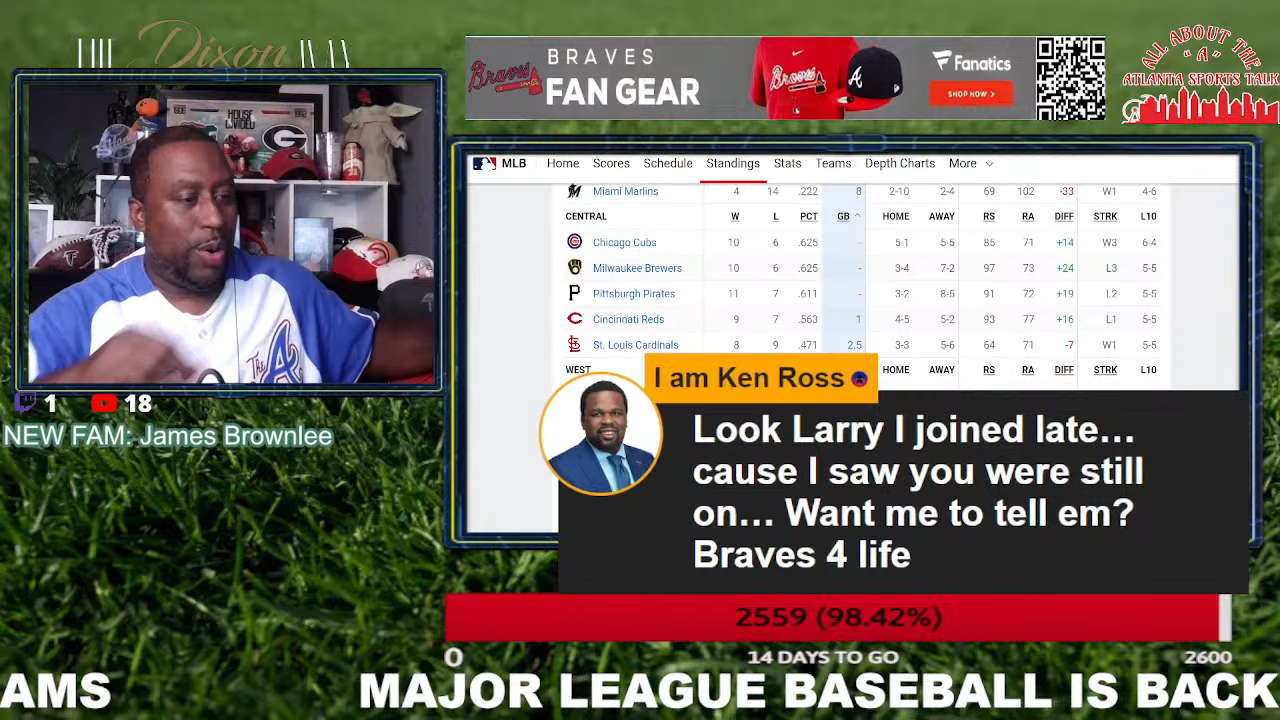 Dixon
BRAVES
FAN GEAR
Braves
Braves
A
Fanatics
SHOP NOW >
ALL ABOUT THE
"A"
ATLANTA SPORTS TALK
HOUSE
DIVIDED
G
The
A
MLB Home Scores Schedule Standings Stats Teams Depth Charts More
Miami Marlins 4 14 .222 8 2-10 2-4 69 102 -33 W1 4-6
CENTRAL W L PCT GB HOME AWAY RS RA DIFF STRK L10
Chicago Cubs 10 6 .625 - 5-1 5-5 85 71 +14 W3 6-4
Milwaukee Brewers 10 6 .625 - 3-4 7-2 97 73 +24 L3 5-5
Pittsburgh Pirates 11 7 .611 - 3-2 8-5 91 72 +19 L2 5-5
Cincinnati Reds 9 7 .563 1 4-5 5-2 93 77 +16 L1 5-5
St. Louis Cardinals 8 9 .471 2.5 3-3 5-6 64 71 -7 W1 5-5
WEST HOME AWAY RS RA DIFF STRK L10
I am Ken Ross
Look Larry I joined late…
cause I saw you were still
on… Want me to tell em?
Braves 4 life
1 18
NEW FAM: James Brownlee
2559 (98.42%)
0 14 DAYS TO GO 2600
AMS MAJOR LEAGUE BASEBALL IS BACK